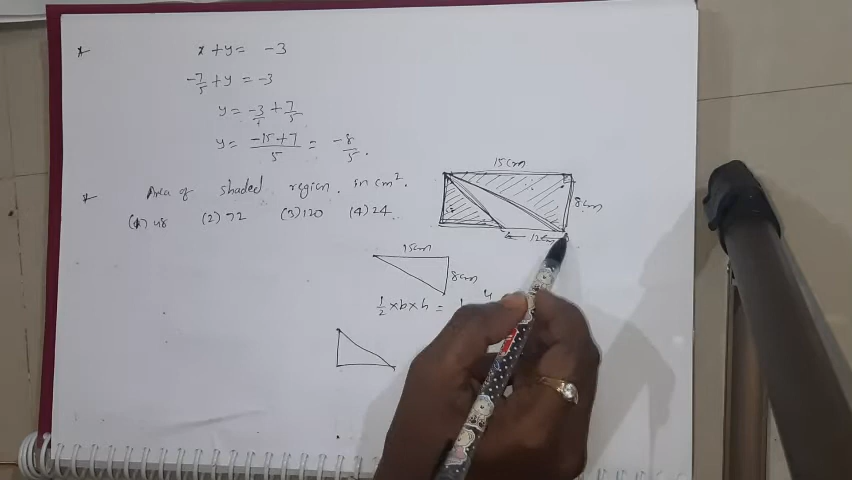 * x + y = -3
-7/5 + y = -3
y = -3/1 + 7/5
y = -15+7/5 = -8/5.
* Area of shaded region. in cm².
(1) 48 (2) 72 (3) 120 (4) 24
15cm
8cm
12cm
15cm
8cm
1/2 × b × h =
4